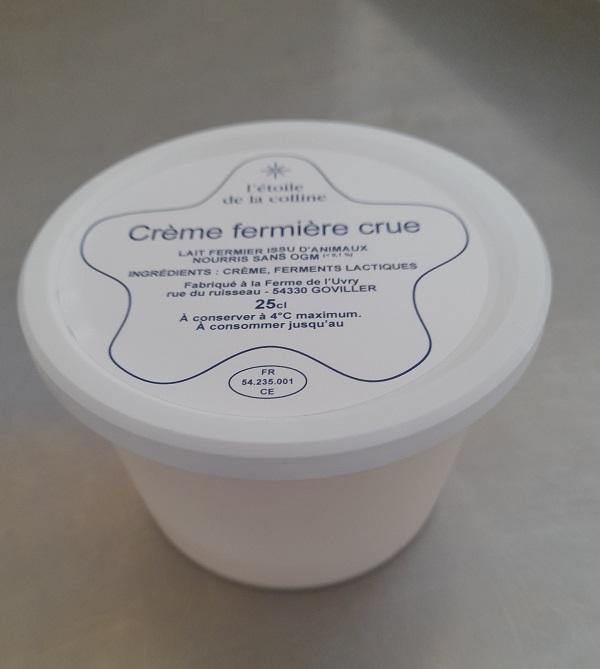 l'étoile
de la colline
Crème fermière crue
LAIT FERMIER ISSU D'ANIMAUX
NOURRIS SANS OGM (< 0,1 %)
INGRÉDIENTS : CRÈME, FERMENTS LACTIQUES
Fabriqué à la Ferme de l'Uvry
rue du ruisseau - 54330 GOVILLER
25cl
À conserver à 4°C maximum.
À consommer jusqu'au
FR
54.235.001
CE